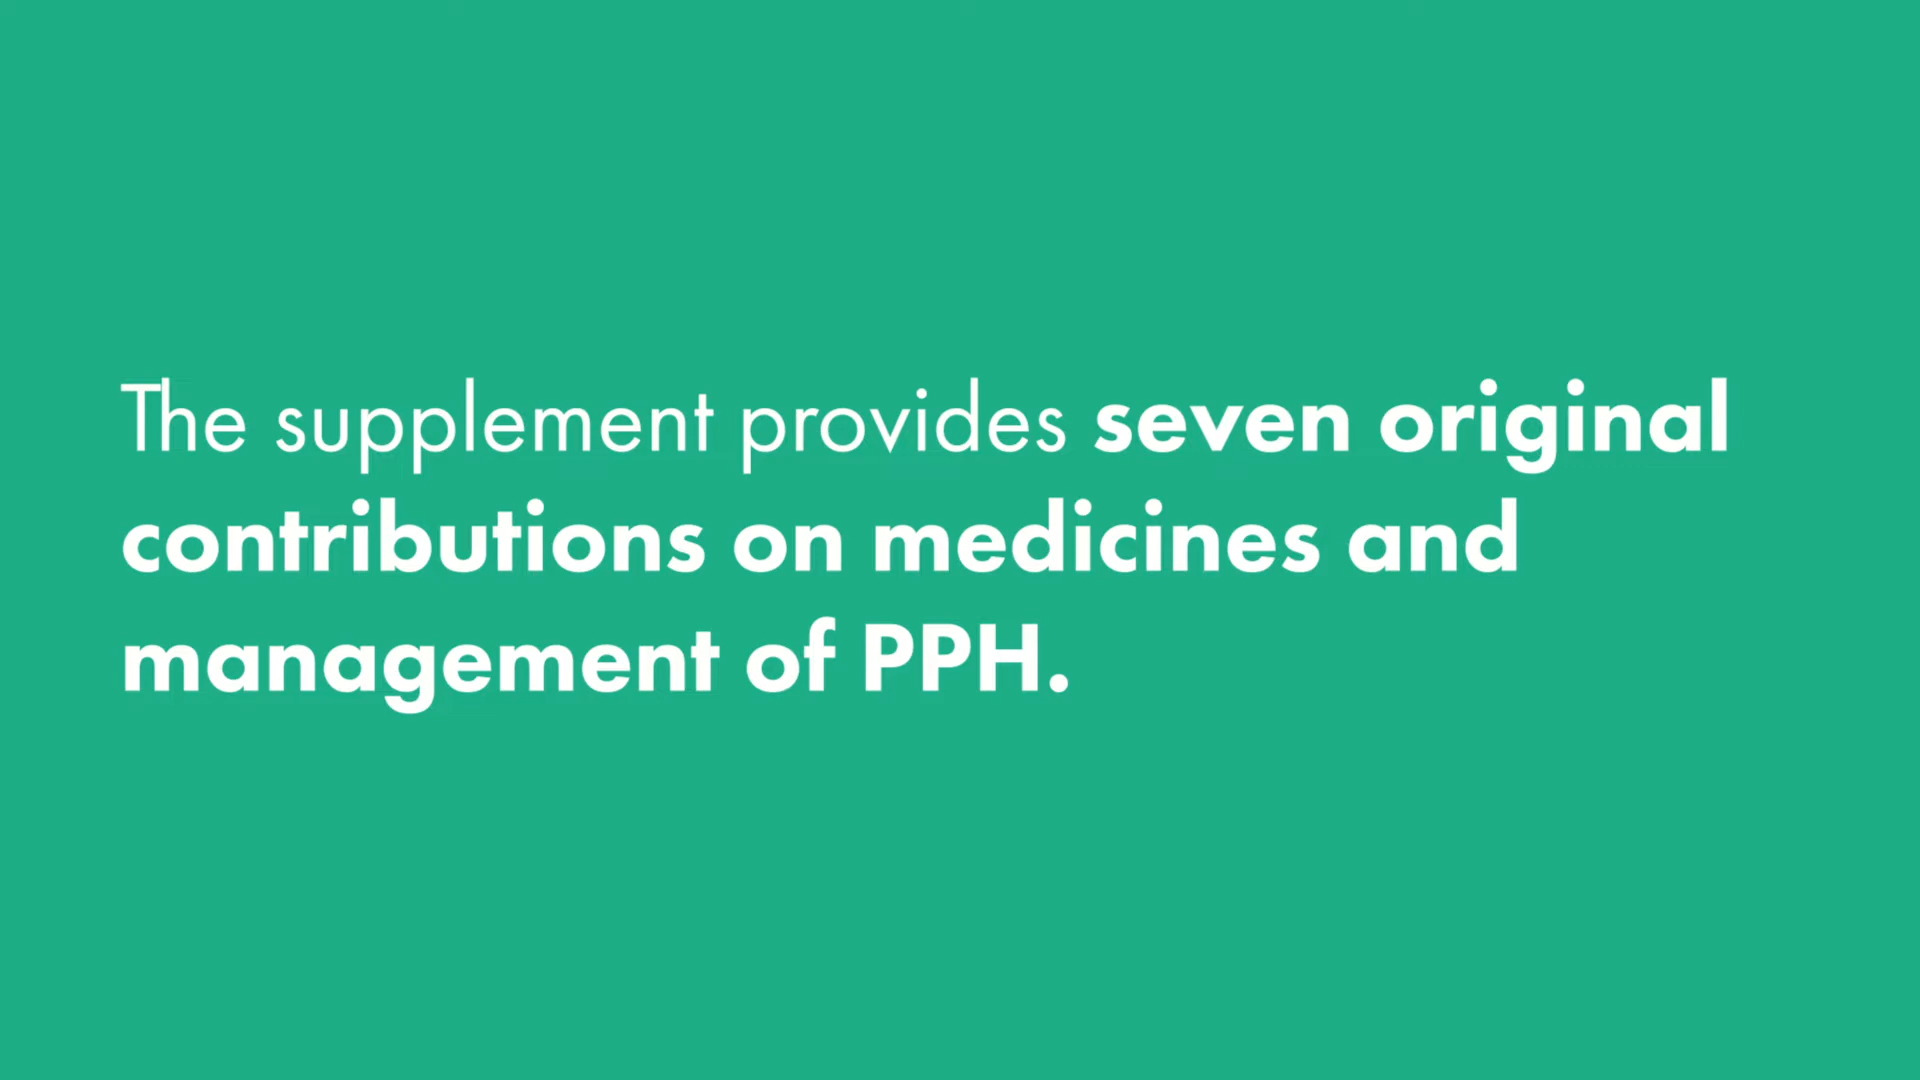 The supplement provides seven original
contributions on medicines and
management of PPH.